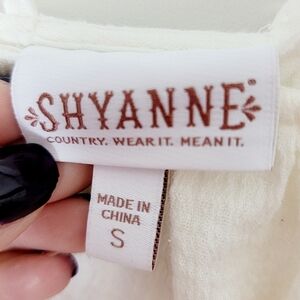 SHYANNE®
COUNTRY. WEAR IT. MEAN IT.
MADE IN
CHINA
S